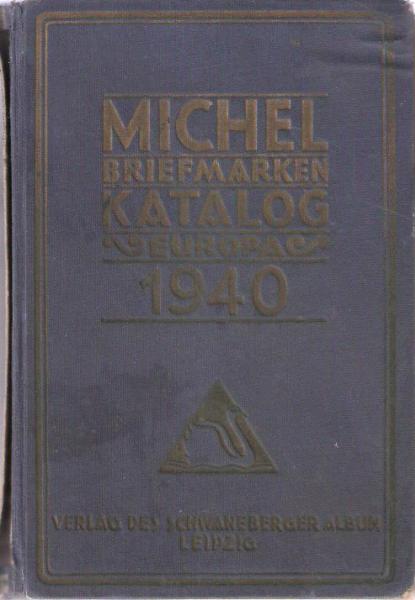 MICHEL
BRIEFMARKEN
KATALOG
EUROPA
1940
VERLAG DES SCHWANEBERGER ALBUM
LEIPZIG